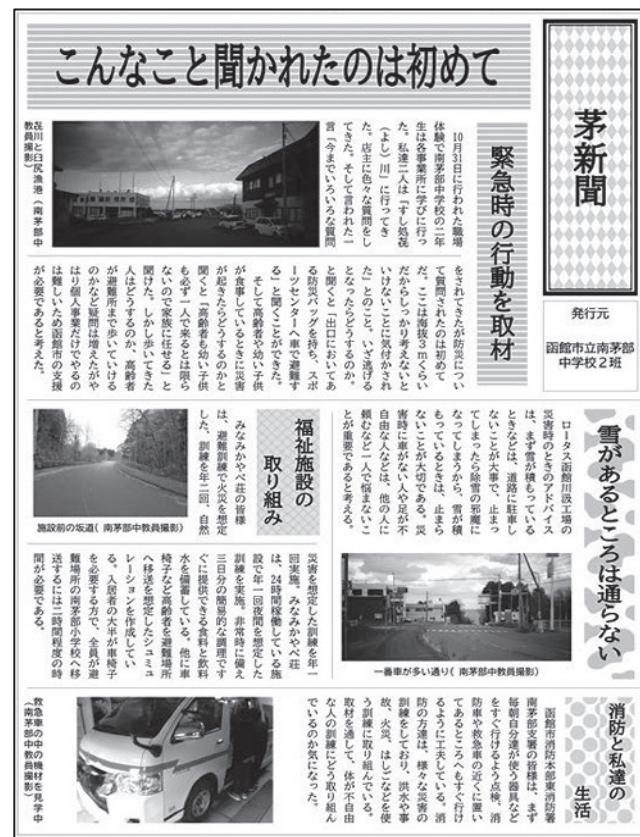 茅新聞
発行元
函館市立南茅部
中学校2班
こんなこと聞かれたのは初めて
緊急時の行動を取材
10月31日に行われた職場
体験で南茅部中学校の二年
生は各事業所に学びに行っ
た。私達二人は「すし処㐂
(よし)川」に行ってき
た。店主に色々な質問をし
てきた。そして言われた一
言「今までいろいろな質問
をされてきたが防災につい
て質問されたのは初めて
だ。ここは海抜3mくらい
だからしっかり考えないと
いけないことに気付かされ
た」とのこと、いざ逃げる
となったらどうするのか。
と聞くと「出口においてあ
る防災バッグを持ち、スポ
ーツセンターへ車で避難す
る」と聞くことができた。
そして高齢者や幼い子供
が食事しているときに災害
が起きたらどうするのかと
聞くと「高齢者も幼い子供
も必ず一人で来るとは限ら
ないので家族に任せる」と
聞けた。しかし歩いてきた
人はどうするのか、高齢者
が避難所まで歩いていける
のかなど疑問は増えたがや
はり個人事業だけでやるの
は難しいため函館市の支援
が必要であると考えた。
㐂川と臼尻漁港(南茅部中
教員撮影)
雪があるところは通らない
ロータス函館川汲工場の
災害時のときのアドバイス
は、まず雪が積もっている
ときなどは、道路に駐車し
ないことが大事で、止まっ
てしまったら除雪の邪魔に
なってしまうから、雪が積
もっているときは、止まら
ないことが大切である。災
害時に車がない人や足が不
自由な人などは、他の人に
頼むなど一人で悩まないこ
とが重要であると考える。
一番車が多い通り(南茅部中教員撮影)
福祉施設の
取り組み
みなみかやべ荘の皆様
は、避難訓練で火災を想定
した、訓練を年二回、自然
災害を想定した訓練を年一
回実施。みなみかやべ荘
は、24時間稼働している施
設で年一回夜間を想定した
訓練を実施。非常時に備え
三日分の簡易的な調理です
ぐに提供できる食料と飲料
水を備蓄している。他に車
椅子など高齢者を避難場所
へ移送を想定したシュミュ
レーションを作成してい
る。入居者の大半が車椅子
を必要する方で、全員が避
難場所の南茅部小学校へ移
送するには二時間程度の時
間が必要である。
施設前の坂道(南茅部中教員撮影)
消防と私達の
生活
函館市消防本部東消防署
南茅部支署の皆様は、まず
毎朝自分達が使う器具など
をすぐ行けるよう点検、消
防車や救急車の近くに置い
てあるところへもすぐ行け
るように工夫している。消
防の方達は、様々な災害の
訓練をしており、洪水や事
故、火災、はしごなどを使
う訓練に取り組んでいる。
取材を通して、体が不自由
な人の訓練にどう取り組ん
でいるのか気になった。
救急車の中の機材を見学中
(南茅部中教員撮影)